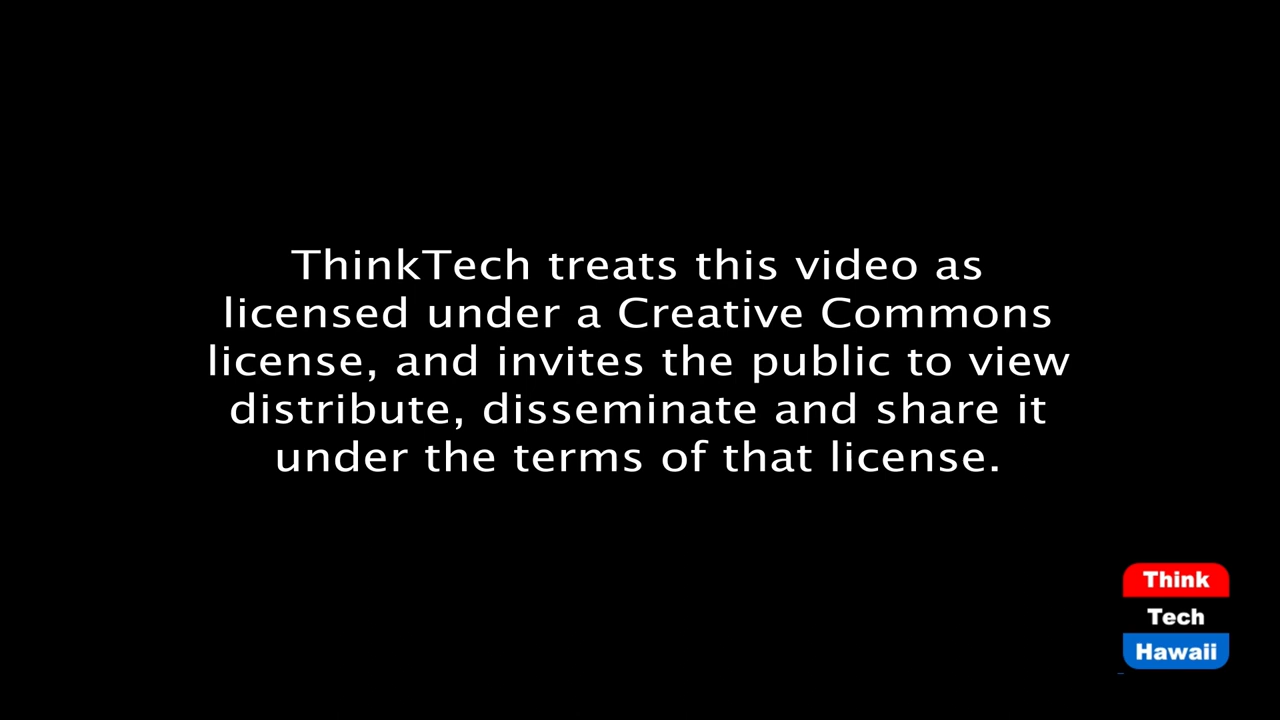 ThinkTech treats this video as
licensed under a Creative Commons
license, and invites the public to view
distribute, disseminate and share it
under the terms of that license.
Think
Tech
Hawaii